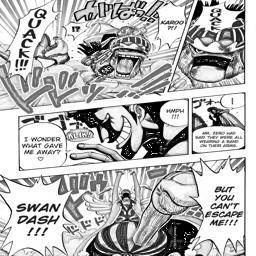 QUACK
!!!
KAROO
?!!
QUACK!!!
!?
!
MR. ZERO HAD
SAID THEY WERE ALL
WEARING A BAND
ON THEIR ARMS.
HMPH
!!!
I WONDER
WHAT GAVE
ME AWAY?
♡
SWAN
DASH
!!!
BUT
YOU CAN'T
ESCAPE
ME!!!